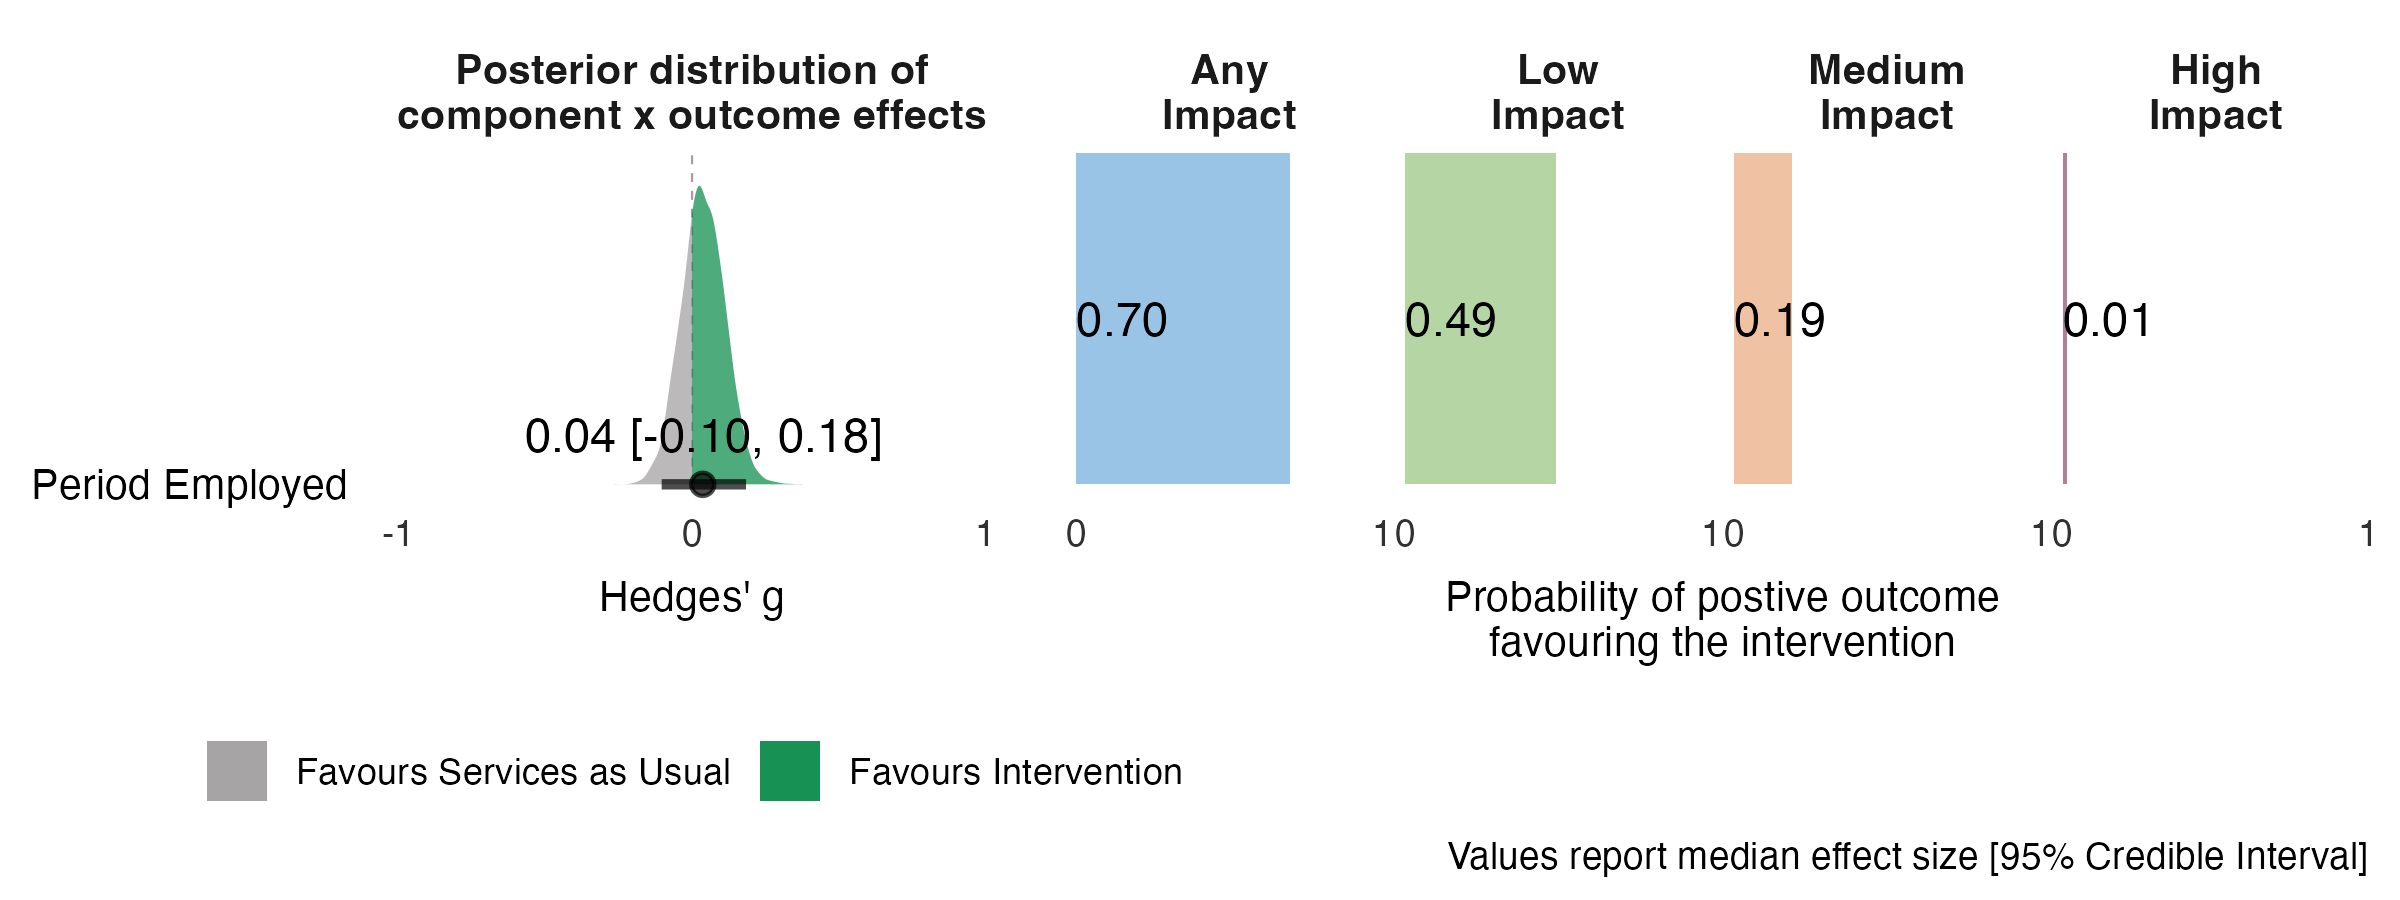 Posterior distribution of
component x outcome effects
Any
Impact
Low
Impact
Medium
Impact
High
Impact
0.70
0.49
0.19
0.01
0.04 [-0.10, 0.18]
Period Employed
-1 0 1 0 10 10 10 1
Hedges' g
Probability of postive outcome
favouring the intervention
Favours Services as Usual
Favours Intervention
Values report median effect size [95% Credible Interval]